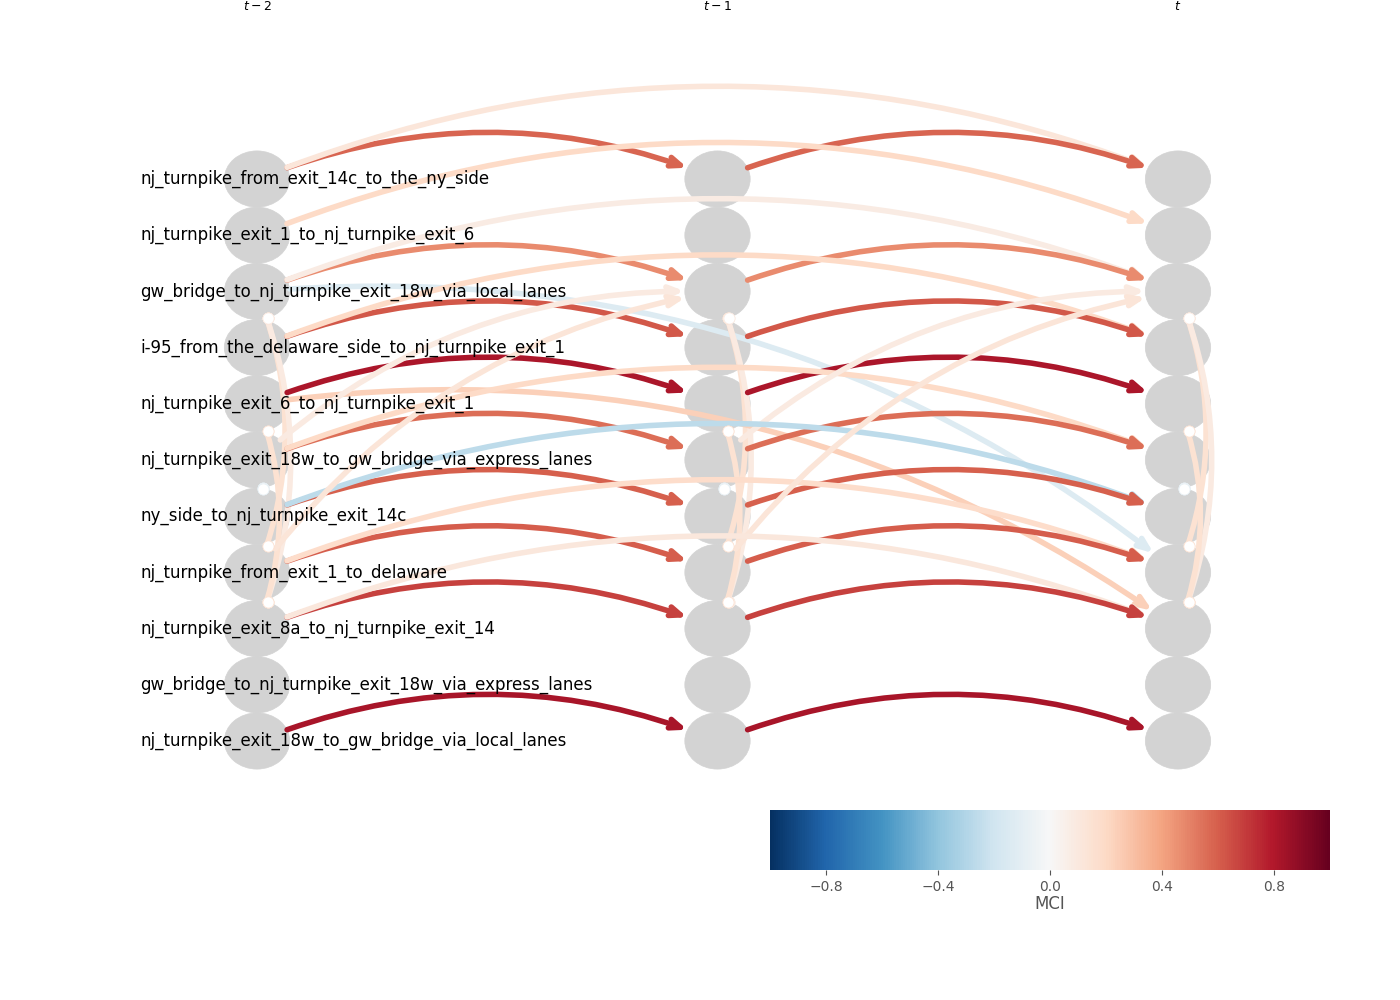 t − 2 t − 1 t
nj_turnpike_from_exit_14c_to_the_ny_side
nj_turnpike_exit_1_to_nj_turnpike_exit_6
gw_bridge_to_nj_turnpike_exit_18w_via_local_lanes
i-95_from_the_delaware_side_to_nj_turnpike_exit_1
nj_turnpike_exit_6_to_nj_turnpike_exit_1
nj_turnpike_exit_18w_to_gw_bridge_via_express_lanes
ny_side_to_nj_turnpike_exit_14c
nj_turnpike_from_exit_1_to_delaware
nj_turnpike_exit_8a_to_nj_turnpike_exit_14
gw_bridge_to_nj_turnpike_exit_18w_via_express_lanes
nj_turnpike_exit_18w_to_gw_bridge_via_local_lanes
−0.8 −0.4 0.0 0.4 0.8
MCI